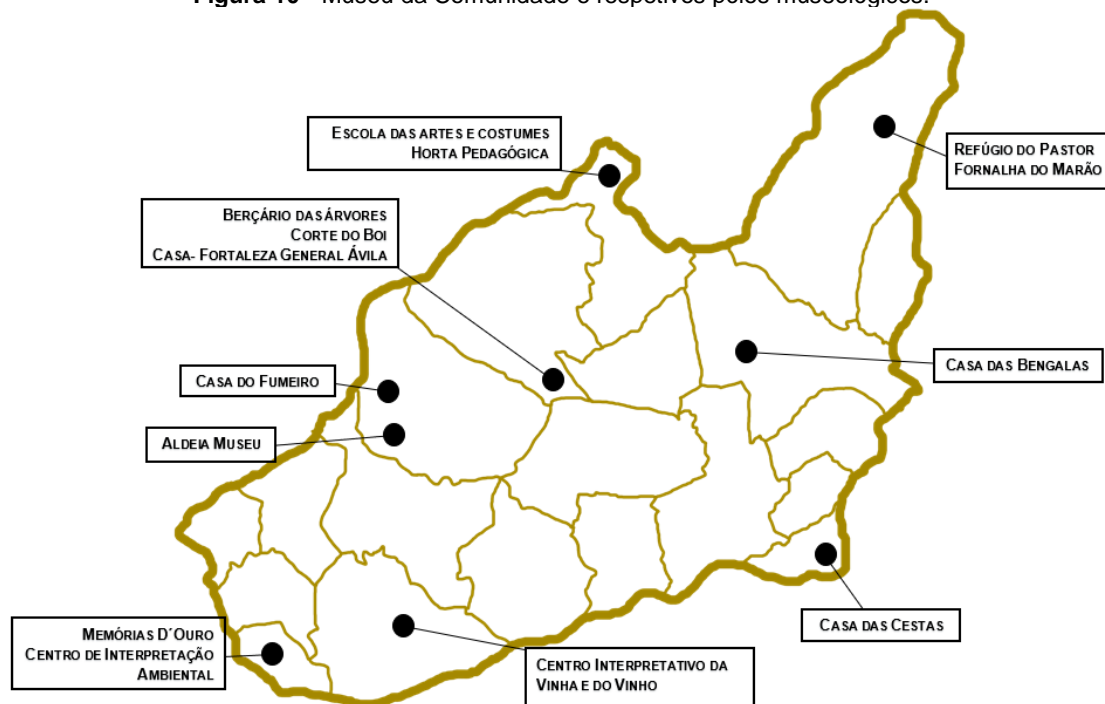 Figura 10 - Museu da Comunidade e respetivos polos museológicos.
ESCOLA DAS ARTES E COSTUMES
HORTA PEDAGÓGICA
REFÚGIO DO PASTOR
FORNALHA DO MARÃO
BERÇÁRIO DAS ÁRVORES
CORTE DO BOI
CASA- FORTALEZA GENERAL ÁVILA
CASA DAS BENGALAS
CASA DO FUMEIRO
ALDEIA MUSEU
CASA DAS CESTAS
MEMÓRIAS D´OURO
CENTRO DE INTERPRETAÇÃO
AMBIENTAL
CENTRO INTERPRETATIVO DA
VINHA E DO VINHO